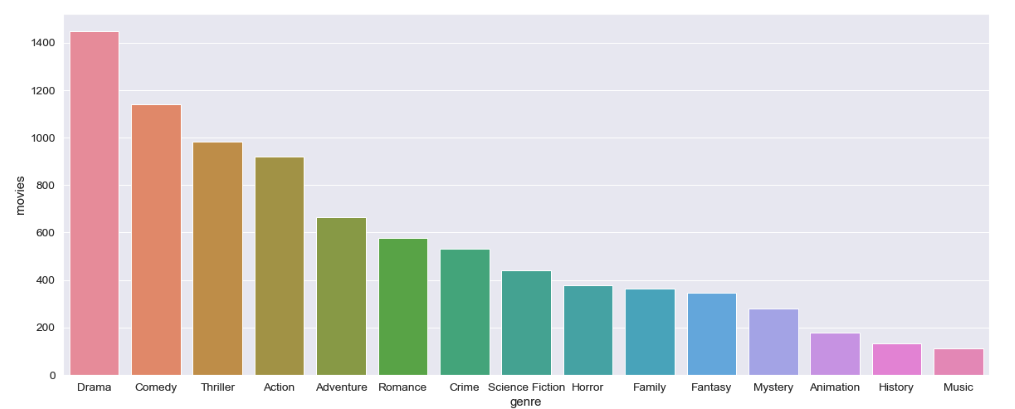 1400
1200
1000
800
600
400
200
0
movies
Drama Comedy Thriller Action Adventure Romance Crime Science Fiction Horror Family Fantasy Mystery Animation History Music
genre